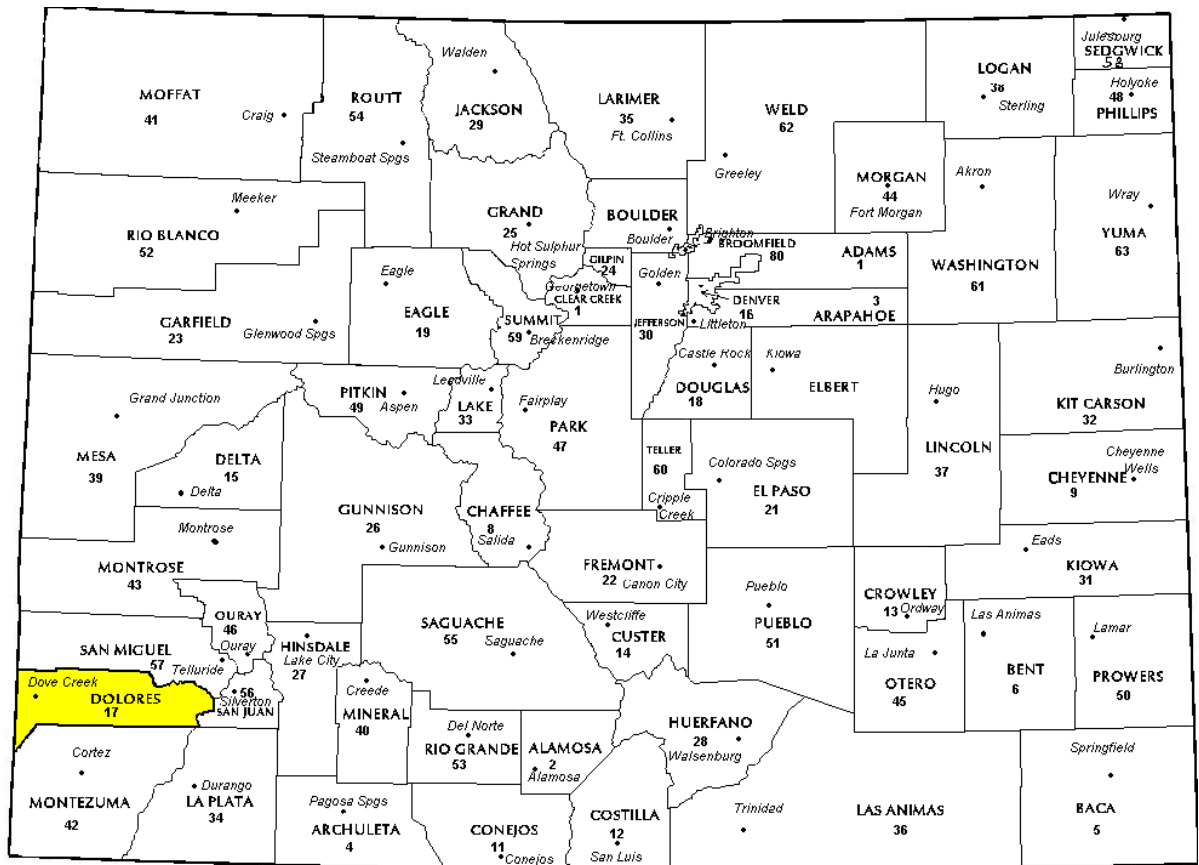 MOFFAT
41
Craig
ROUTT
54
Steamboat Spgs
Walden
JACKSON
29
LARIMER
35
Ft. Collins
WELD
62
Greeley
LOGAN
38
Sterling
Julesburg
SEDGWICK
58
Holyoke
48
PHILLIPS
MORGAN
44
Fort Morgan
Akron
WASHINGTON
61
Wray
YUMA
63
Meeker
RIO BLANCO
52
GRAND
25
Hot Sulphur
Springs
BOULDER
Boulder
Brighton
BROOMFIELD
80
ADAMS
1
GILPIN
24
Golden
Georgetown
CLEAR CREEK
1
DENVER
16
3
ARAPAHOE
Littleton
JEFFERSON
30
Eagle
EAGLE
19
SUMMIT
59
Breckenridge
GARFIELD
23
Glenwood Spgs
Castle Rock
DOUGLAS
18
Kiowa
ELBERT
Burlington
KIT CARSON
32
Hugo
LINCOLN
37
PITKIN
49
Aspen
Leadville
LAKE
33
Fairplay
PARK
47
Grand Junction
MESA
39
DELTA
15
Delta
TELLER
60
Cripple
Creek
Colorado Spgs
EL PASO
21
Cheyenne
Wells
CHEYENNE
9
GUNNISON
26
Gunnison
CHAFFEE
8
Salida
Montrose
MONTROSE
43
FREMONT
22
Canon City
Eads
KIOWA
31
CROWLEY
13
Ordway
Pueblo
PUEBLO
51
Las Animas
BENT
6
Lamar
PROWERS
50
La Junta
OTERO
45
Westcliffe
CUSTER
14
SAGUACHE
55
Saguache
OURAY
46
Ouray
HINSDALE
Lake City
27
SAN MIGUEL
57
Telluride
Dove Creek
DOLORES
17
56
Silverton
SAN JUAN
Creede
MINERAL
40
Del Norte
RIO GRANDE
53
ALAMOSA
2
Alamosa
HUERFANO
28
Walsenburg
Cortez
MONTEZUMA
42
Durango
LA PLATA
34
Pagosa Spgs
ARCHULETA
4
CONEJOS
11
Conejos
COSTILLA
12
San Luis
Trinidad
LAS ANIMAS
36
Springfield
BACA
5